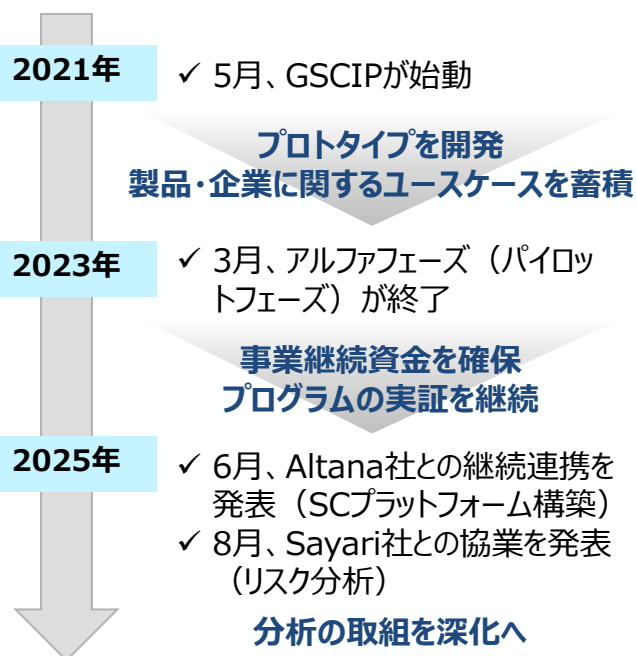 2021年
✓ 5月、GSCIPが始動
プロトタイプを開発
製品・企業に関するユースケースを蓄積
2023年
✓ 3月、アルファフェーズ（パイロッ
トフェーズ）が終了
事業継続資金を確保
プログラムの実証を継続
2025年
✓ 6月、Altana社との継続連携を
発表（SCプラットフォーム構築）
✓ 8月、Sayari社との協業を発表
（リスク分析）
分析の取組を深化へ